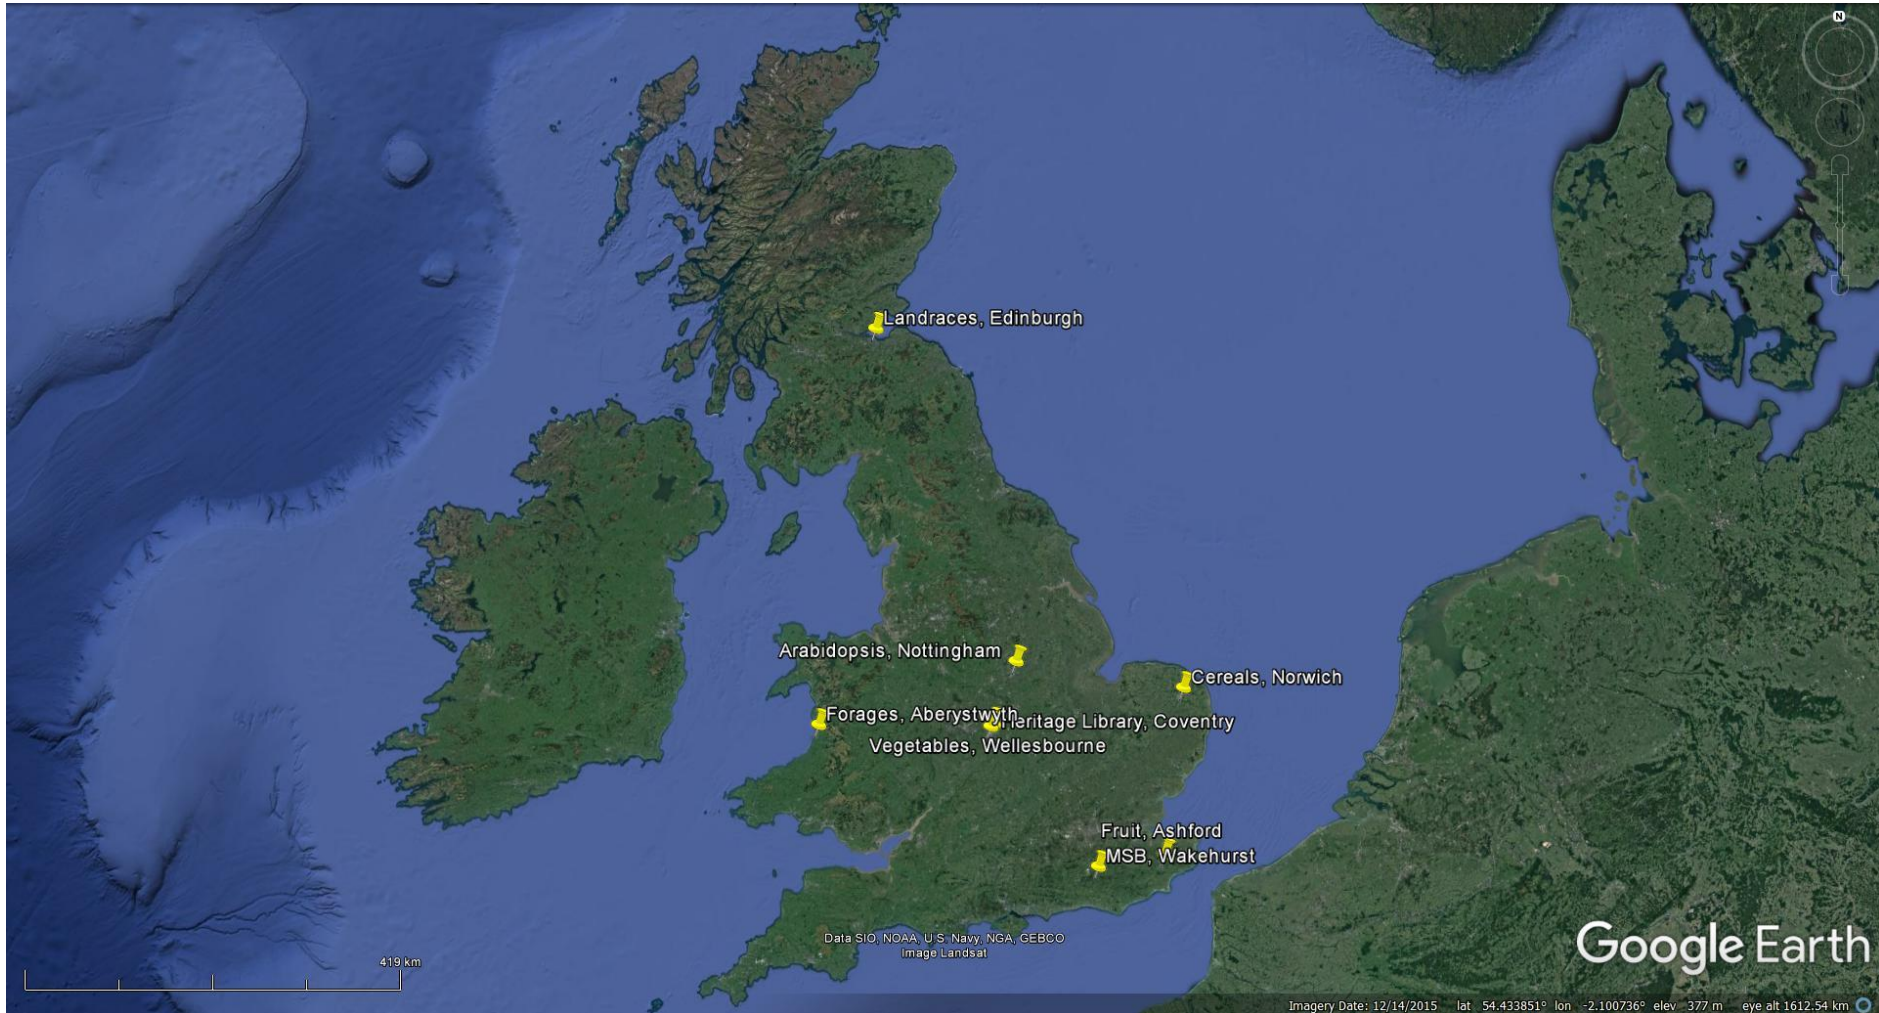 N
Landraces, Edinburgh
Arabidopsis, Nottingham
Cereals, Norwich
Forages, Aberystwyth
Heritage Library, Coventry
Vegetables, Wellesbourne
Fruit, Ashford
MSB, Wakehurst
Data SIO, NOAA, U.S. Navy, NGA, GEBCO
Image Landsat
Google Earth
419 km
Imagery Date: 12/14/2015 lat 54.433851° lon -2.100736° elev 377 m eye alt 1612.54 km